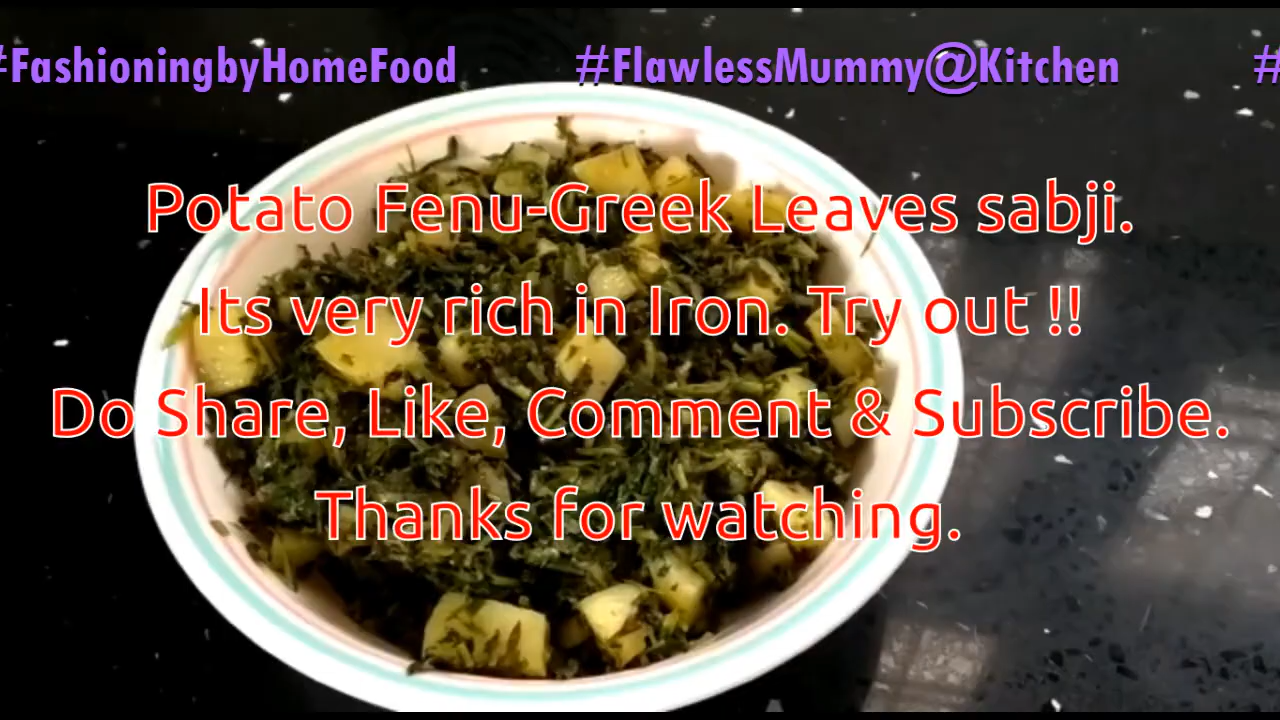 #FashioningbyHomeFood #FlawlessMummy@Kitchen #
Potato Fenu-Greek Leaves sabji.
Its very rich in Iron. Try out !!
Do Share, Like, Comment & Subscribe.
Thanks for watching.